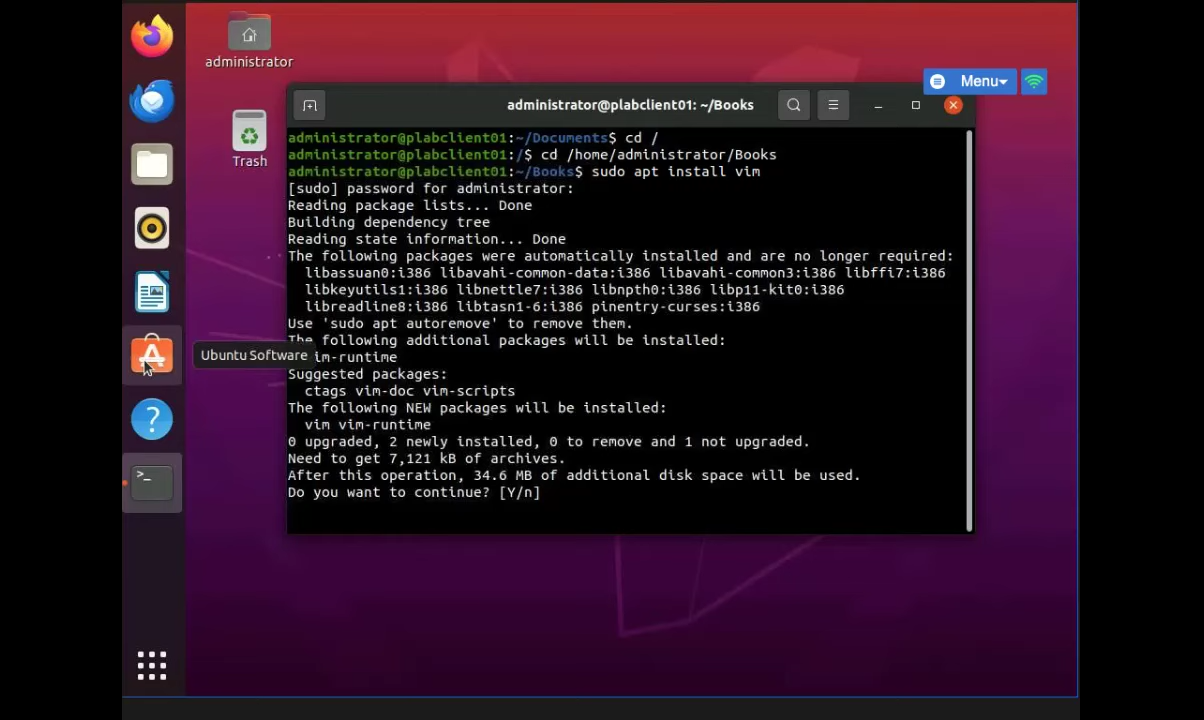 administrator
Menu
administrator@plabclient01: ~/Books
administrator@plabclient01:~/Documents$ cd /
Trash
administrator@plabclient01:/$ cd /home/administrator/Books
administrator@plabclient01:~/Books$ sudo apt install vim
[sudo] password for administrator:
Reading package lists... Done
Building dependency tree
Reading state information... Done
The following packages were automatically installed and are no longer required:
libassuan0:i386 libavahi-common-data:i386 libavahi-common3:i386 libffi7:i386
libkeyutils1:i386 libnettle7:i386 libnpth0:i386 libp11-kit0:i386
libreadline8:i386 libtasn1-6:i386 pinentry-curses:i386
Use 'sudo apt autoremove' to remove them.
The following additional packages will be installed:
Ubuntu Software
im-runtime
Suggested packages:
ctags vim-doc vim-scripts
The following NEW packages will be installed:
vim vim-runtime
0 upgraded, 2 newly installed, 0 to remove and 1 not upgraded.
Need to get 7,121 kB of archives.
After this operation, 34.6 MB of additional disk space will be used.
Do you want to continue? [Y/n]